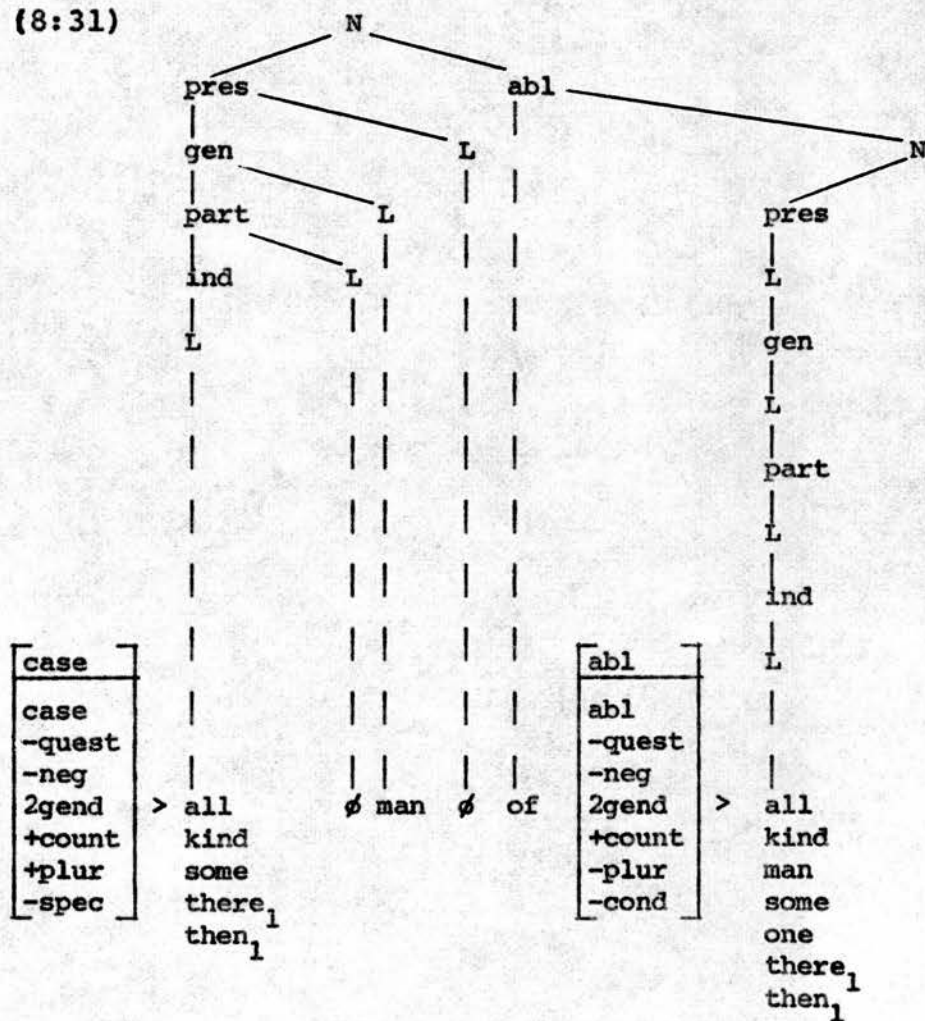 (8:31)
N
pres abl
gen L N
part L pres
ind L L
L gen
L
part
L
ind
case abl L
case abl
-quest -quest
-neg -neg
2gend > all ø man ø of 2gend > all
+count kind +count kind
+plur some -plur man
-spec there₁ -cond some
then₁ one
there₁
then₁